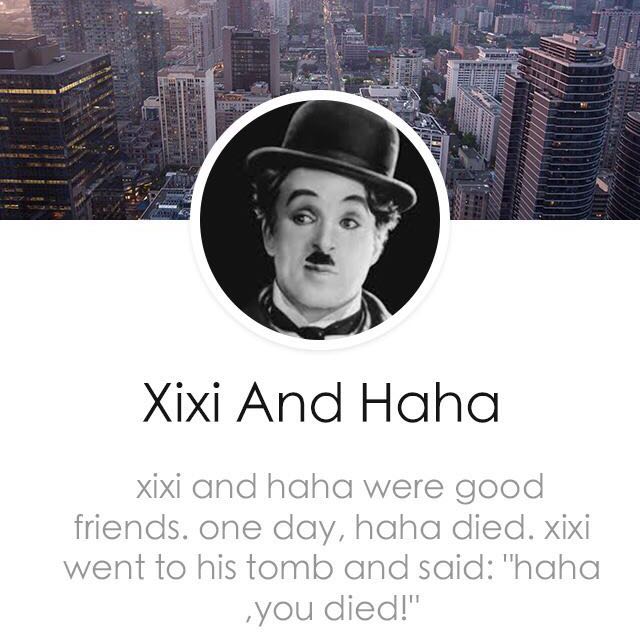 Xixi And Haha
xixi and haha were good
friends. one day, haha died. xixi
went to his tomb and said: "haha
,you died!"